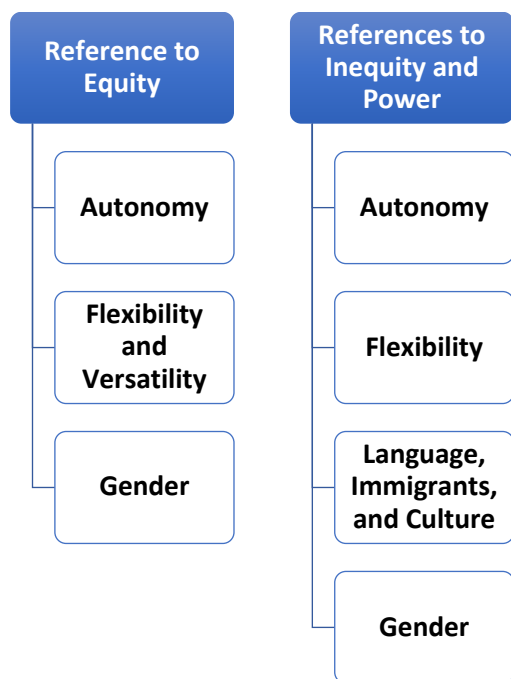 Reference to
Equity
Autonomy
Flexibility
and
Versatility
Gender
References to
Inequity and
Power
Autonomy
Flexibility
Language,
Immigrants,
and Culture
Gender